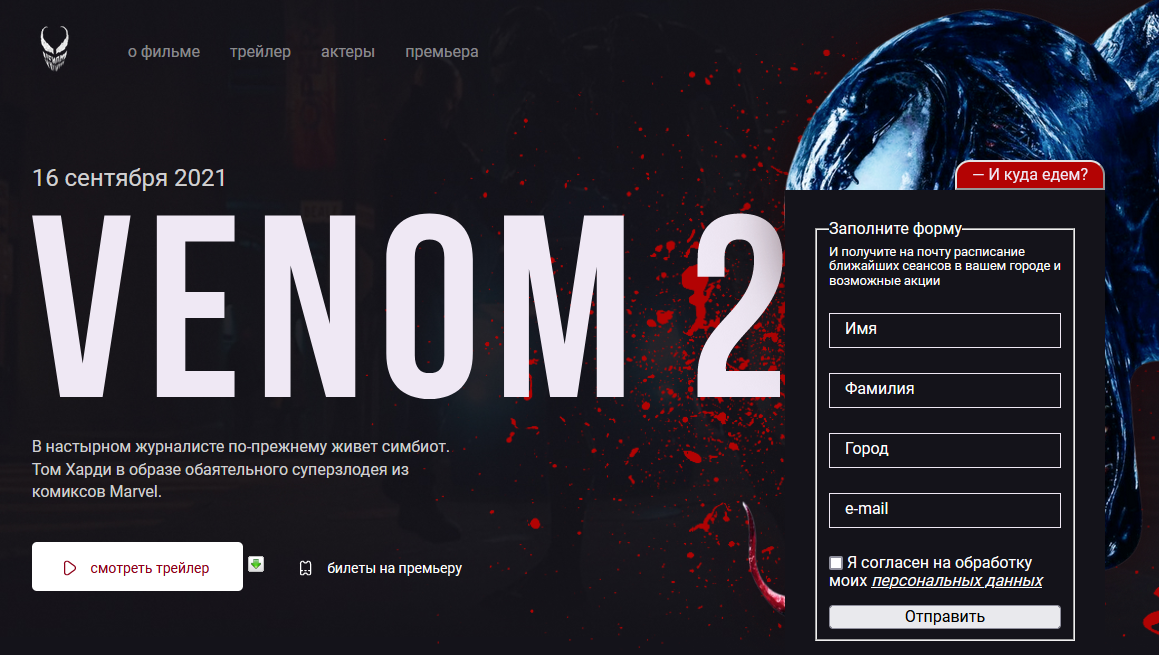 о фильме трейлер актеры премьера
16 сентября 2021
VENOM 2
В настырном журналисте по-прежнему живет симбиот.
Том Харди в образе обаятельного суперзлодея из
комиксов Marvel.
смотреть трейлер
билеты на премьеру
— И куда едем?
Заполните форму
И получите на почту расписание
ближайших сеансов в вашем городе и
возможные акции
Имя
Фамилия
Город
e-mail
Я согласен на обработку
моих персональных данных
Отправить